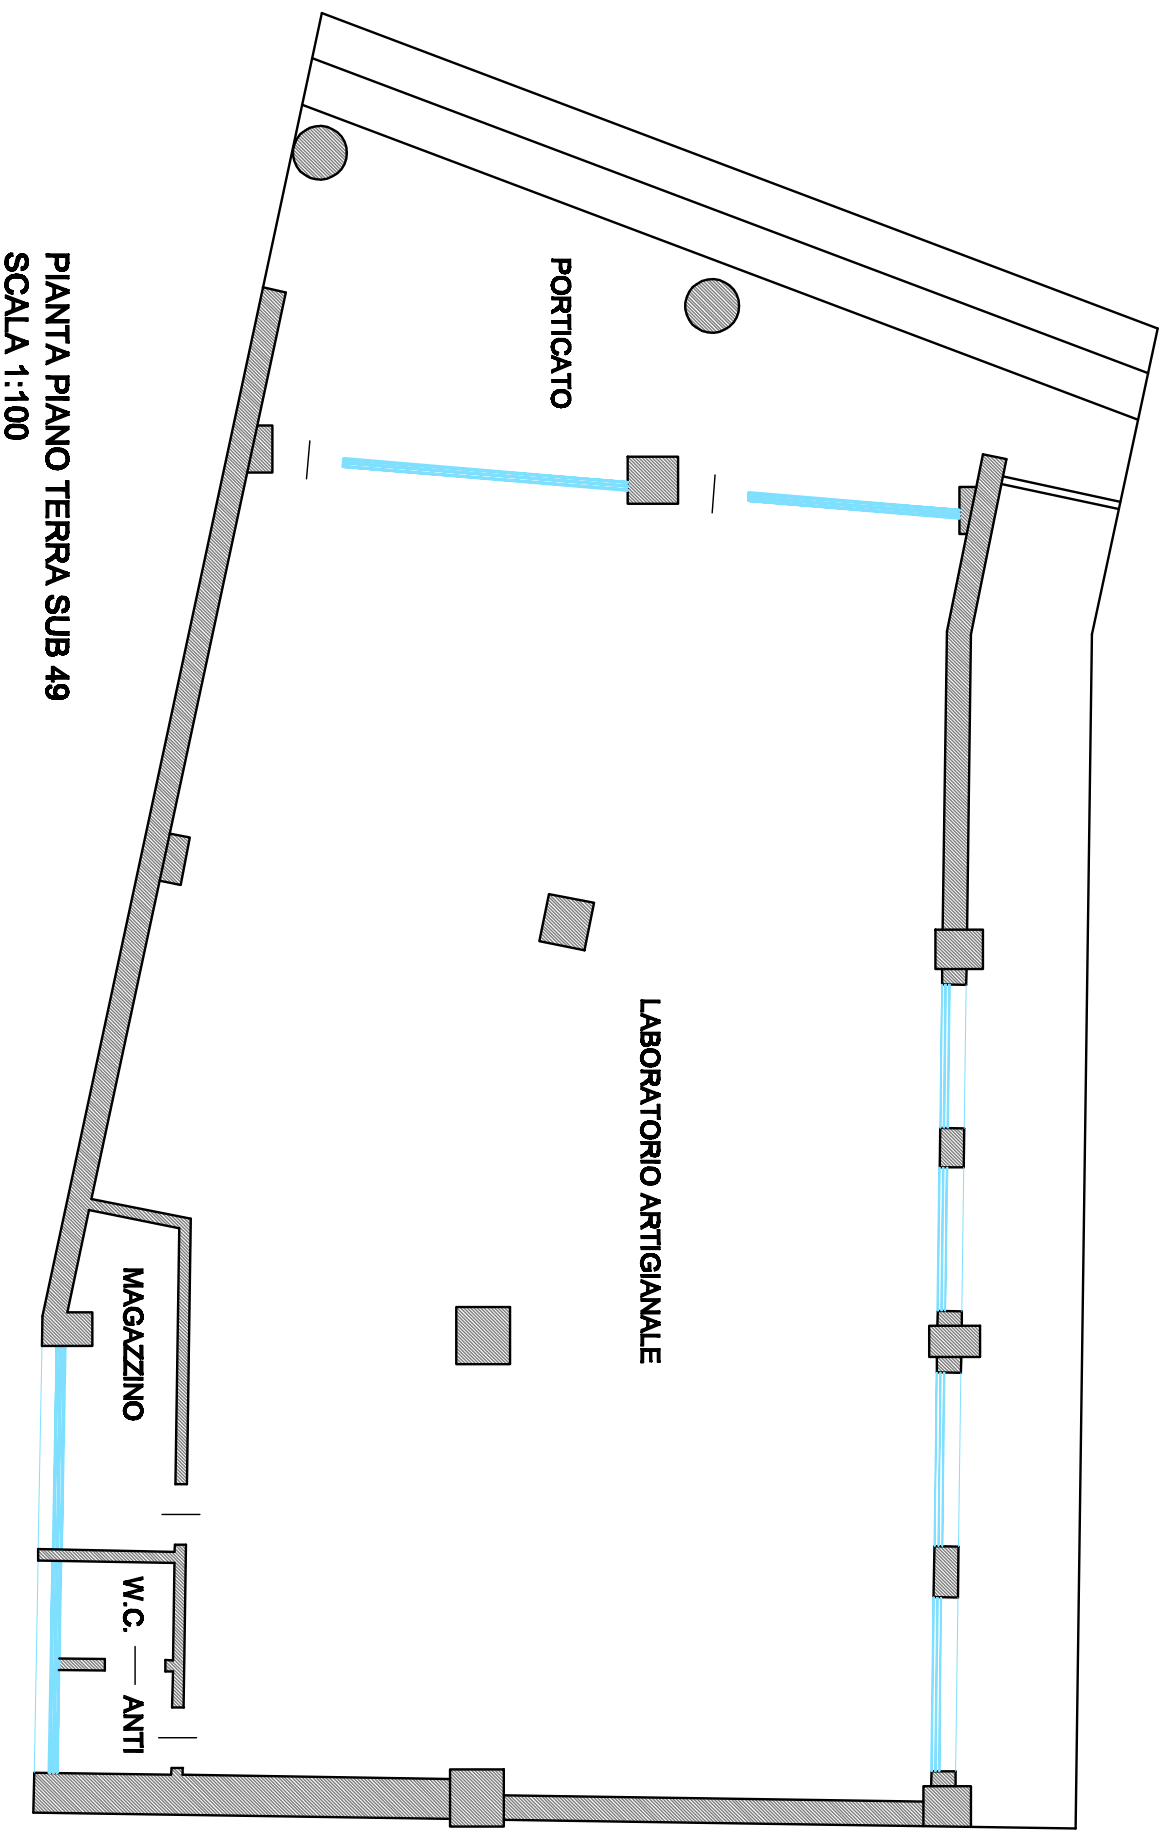 PORTICATO
LABORATORIO ARTIGIANALE
MAGAZZINO
W.C.
ANTI
PIANTA PIANO TERRA SUB 49
SCALA 1:100